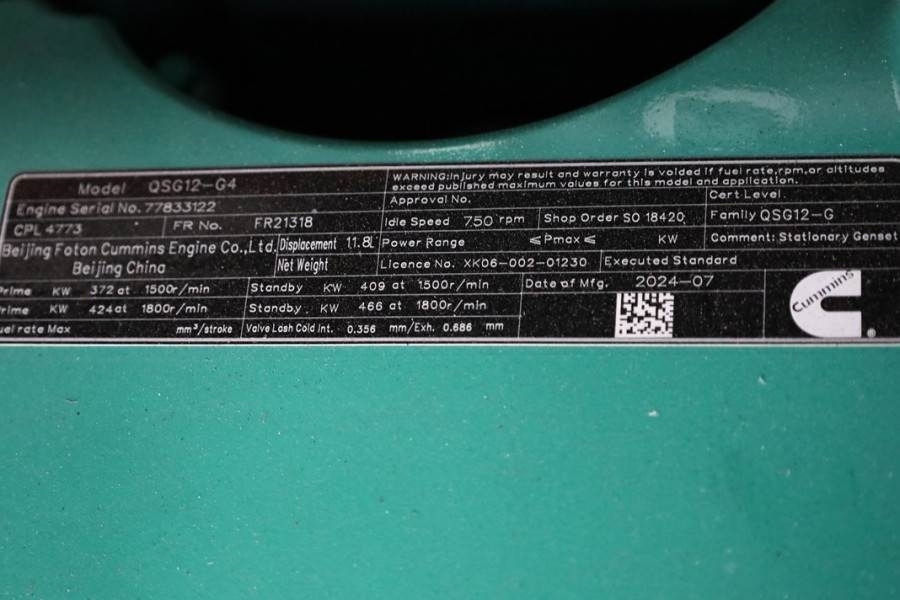 Model QSG12-G4
WARNING:Injury may result and warranty is voided if fuel rate,rpm,or altitudes
exceed published maximum values for this model and application.
Engine Serial No. 77833122
Approval No.
Cert Level
CPL 4773 FR No. FR21318
Idle Speed 750 rpm Shop Order SO 18420 Family QSG12-G
Beijing Foton Cummins Engine Co.,Ltd.
Beijing China
Displacement 11.8L
Net Weight
Power Range ≤Pmax≤ KW Comment: Stationary Genset
Licence No. XK06-002-01230 Executed Standard
Prime KW 372 at 1500r/min Standby KW 409 at 1500r/min Date of Mfg. 2024-07
Prime KW 424 at 1800r/min Standby KW 466 at 1800r/min
uel rate Max mm³/stroke Valve Lash Cold Int. 0.356 mm/Exh. 0.686 mm
Cummins